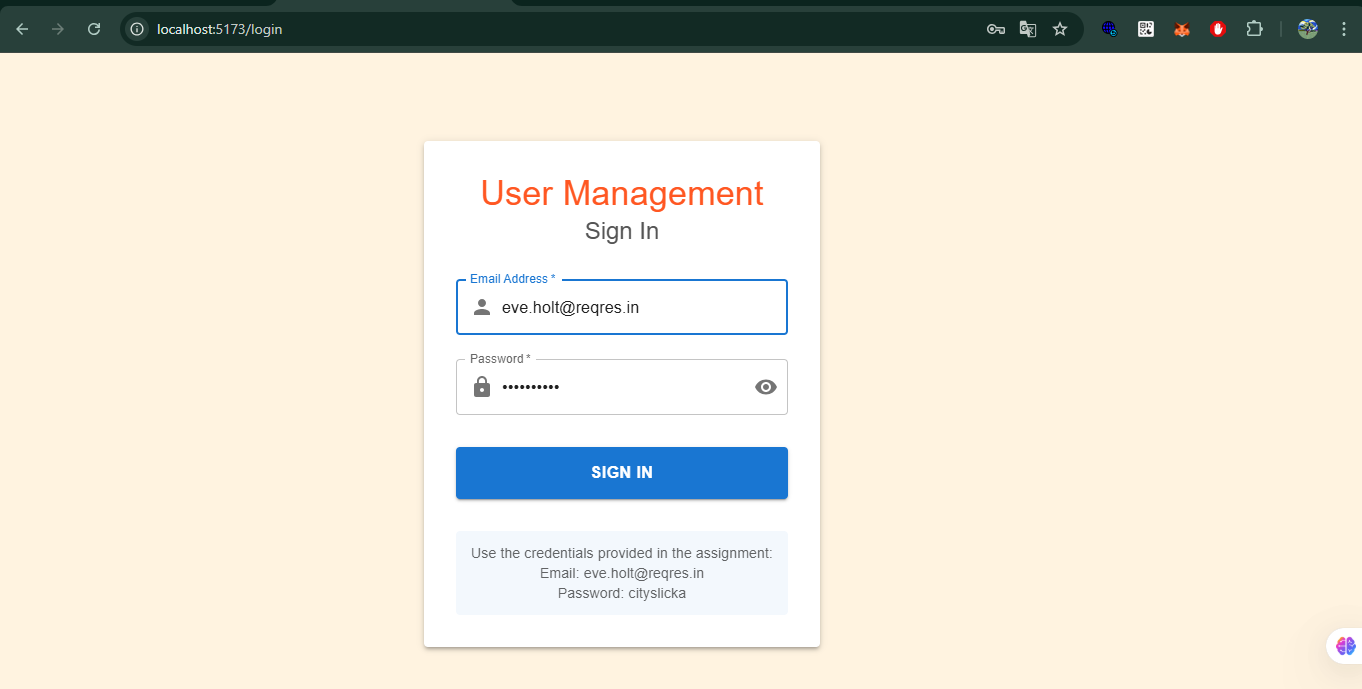 localhost:5173/login
User Management
Sign In
Email Address *
eve.holt@reqres.in
Password *
••••••••••
SIGN IN
Use the credentials provided in the assignment:
Email: eve.holt@reqres.in
Password: cityslicka